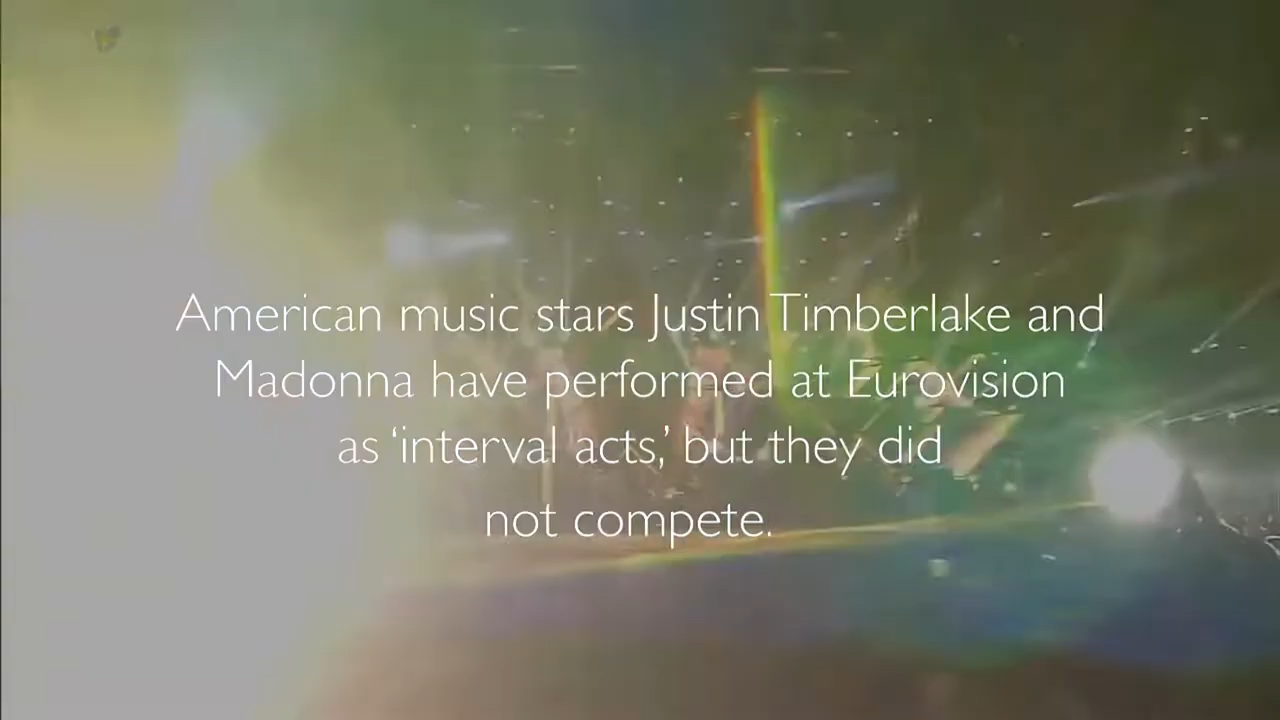 American music stars Justin Timberlake and
Madonna have performed at Eurovision
as ‘interval acts,’ but they did
not compete.